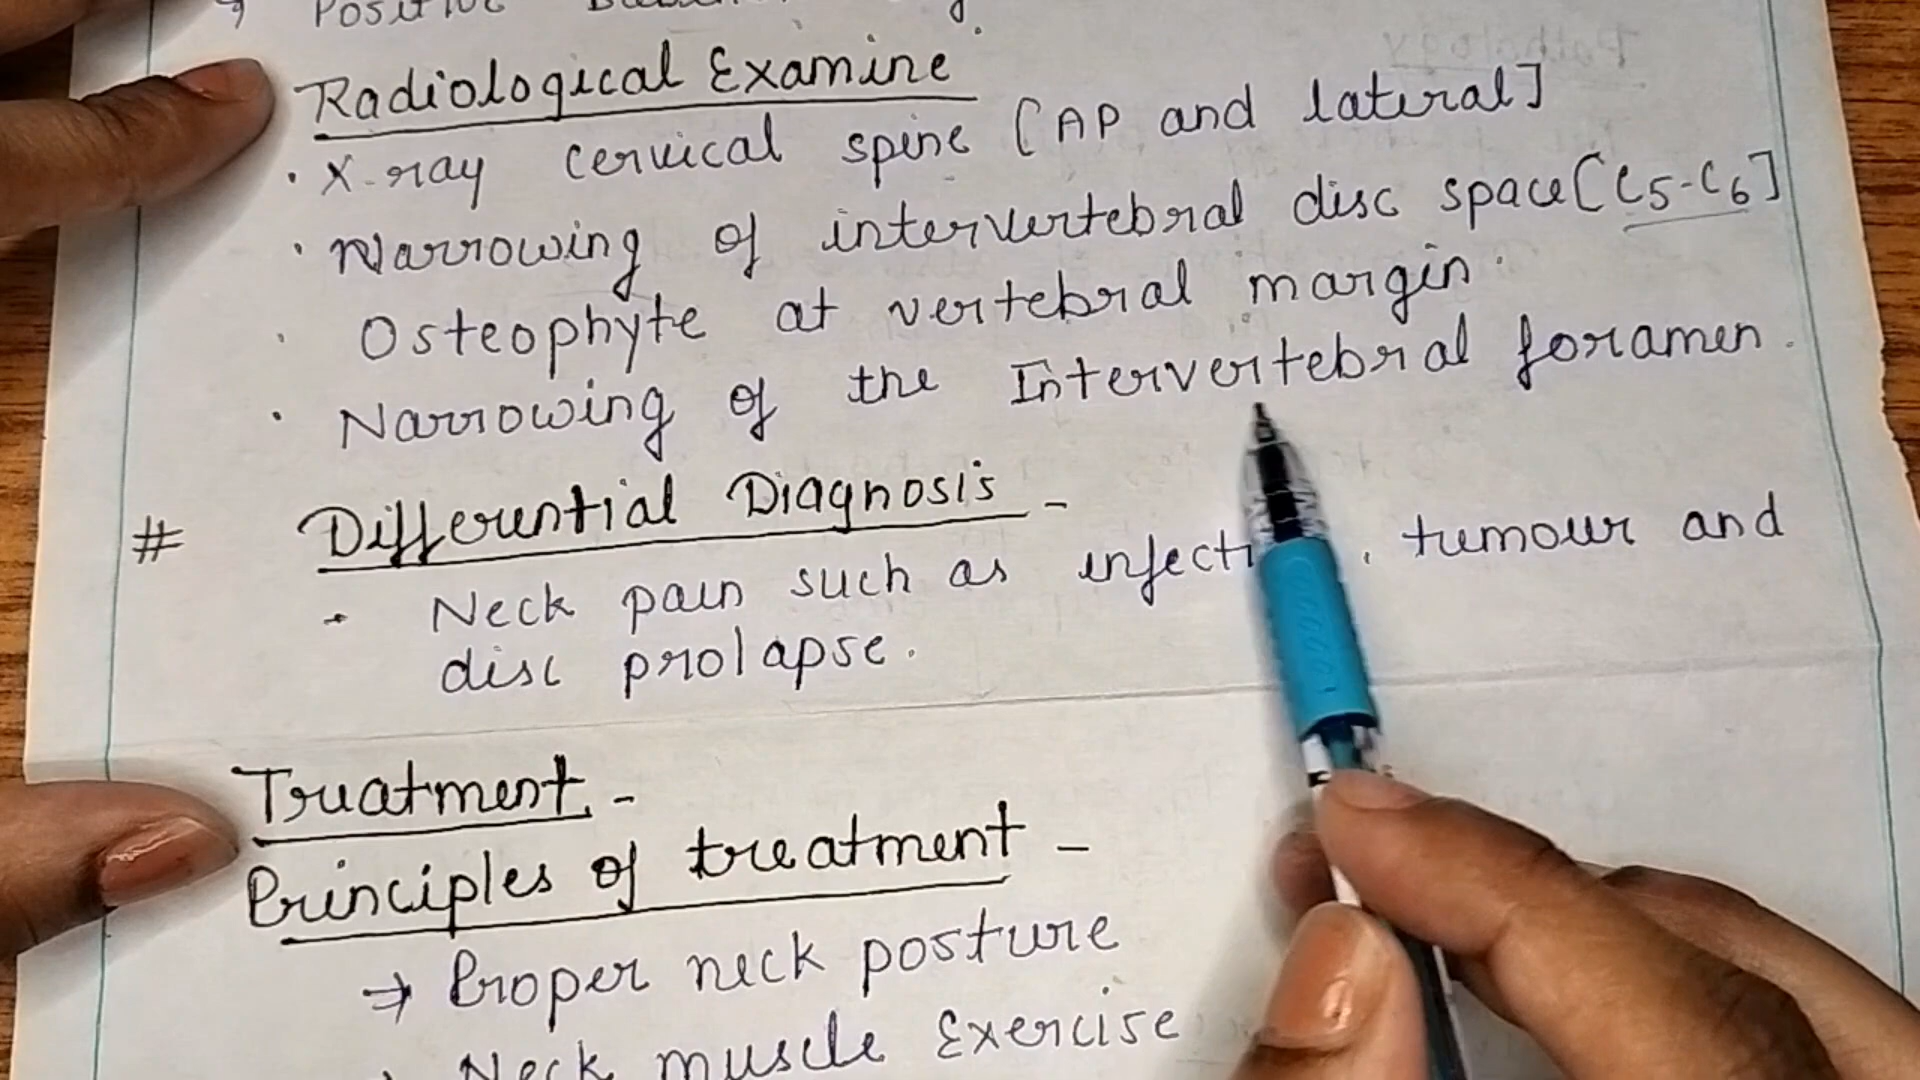 → Positive
Radiological Examine
· X-ray cervical spine [AP and lateral]
· Narrowing of intervertebral disc space [C5-C6]
· Osteophyte at vertebral margin.
· Narrowing of the Intervertebral foramen.
# Differential Diagnosis -
- Neck pain such as infecti , tumour and
disc prolapse.
Treatment -
Principles of treatment -
→ Proper neck posture
→ Neck muscle Exercise